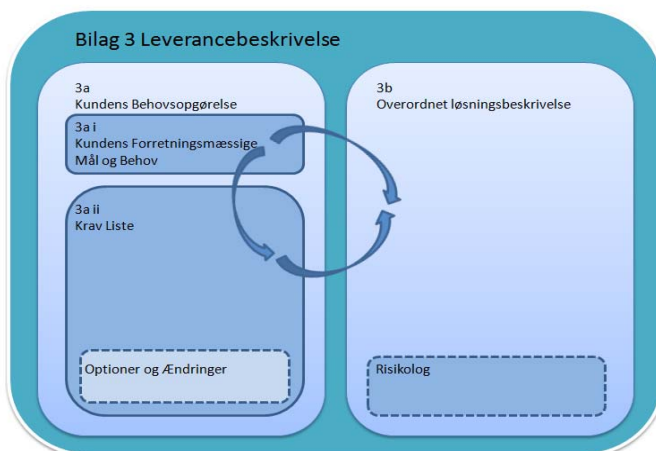 Bilag 3 Leverancebeskrivelse
3a
Kundens Behovsopgørelse
3a i
Kundens Forretningsmæssige
Mål og Behov
3a ii
Krav Liste
Optioner og Ændringer
3b
Overordnet løsningsbeskrivelse
Risikolog